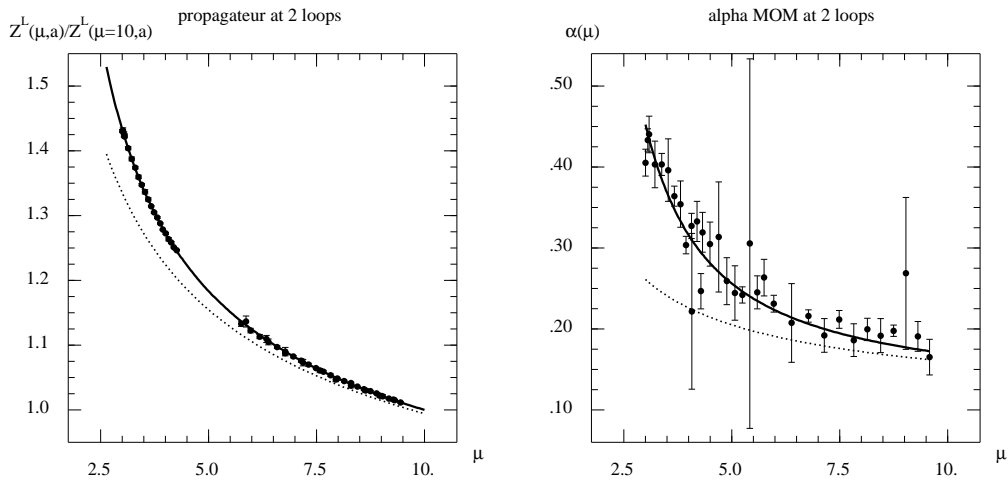 propagateur at 2 loops
Z^L(μ,a)/Z^L(μ=10,a)
1.5
1.4
1.3
1.2
1.1
1.0
2.5 5.0 7.5 10. μ
alpha MOM at 2 loops
α(μ)
.50
.40
.30
.20
.10
2.5 5.0 7.5 10. μ